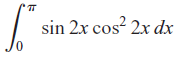 ∫₀^π sin 2x cos² 2x dx